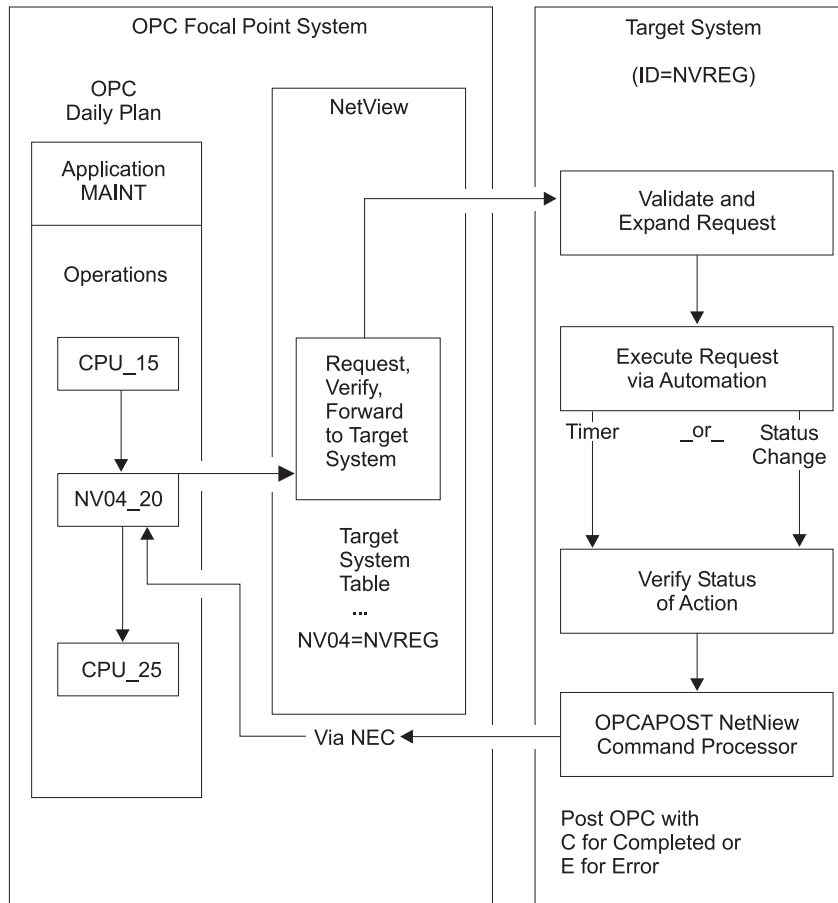 OPC Focal Point System
OPC
Daily Plan
Application
MAINT
Operations
CPU_15
NV04_20
CPU_25
NetView
Request,
Verify,
Forward
to Target
System
Target
System
Table
...
NV04=NVREG
Via NEC
Target System
(ID=NVREG)
Validate and
Expand Request
Execute Request
via Automation
Timer
_or_
Status
Change
Verify Status
of Action
OPCAPOST NetNiew
Command Processor
Post OPC with
C for Completed or
E for Error